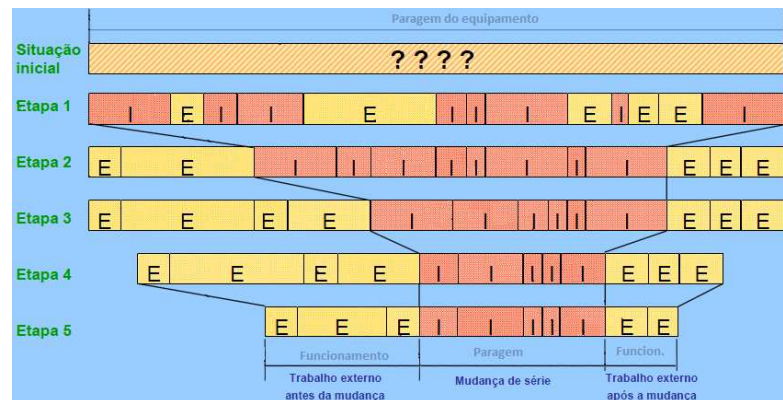 Paragem do equipamento
Situação
inicial
? ? ? ?
Etapa 1 I E I I E I I I E I E E I
Etapa 2 E E I I I I I I I I E E E
Etapa 3 E E E E I I I I I I E E E
Etapa 4 E E E E I I I I I E E E
Etapa 5 E E E I I I I I E E
Funcionamento Paragem Funcion.
Trabalho externo
antes da mudança
Mudança de série
Trabalho externo
após a mudança